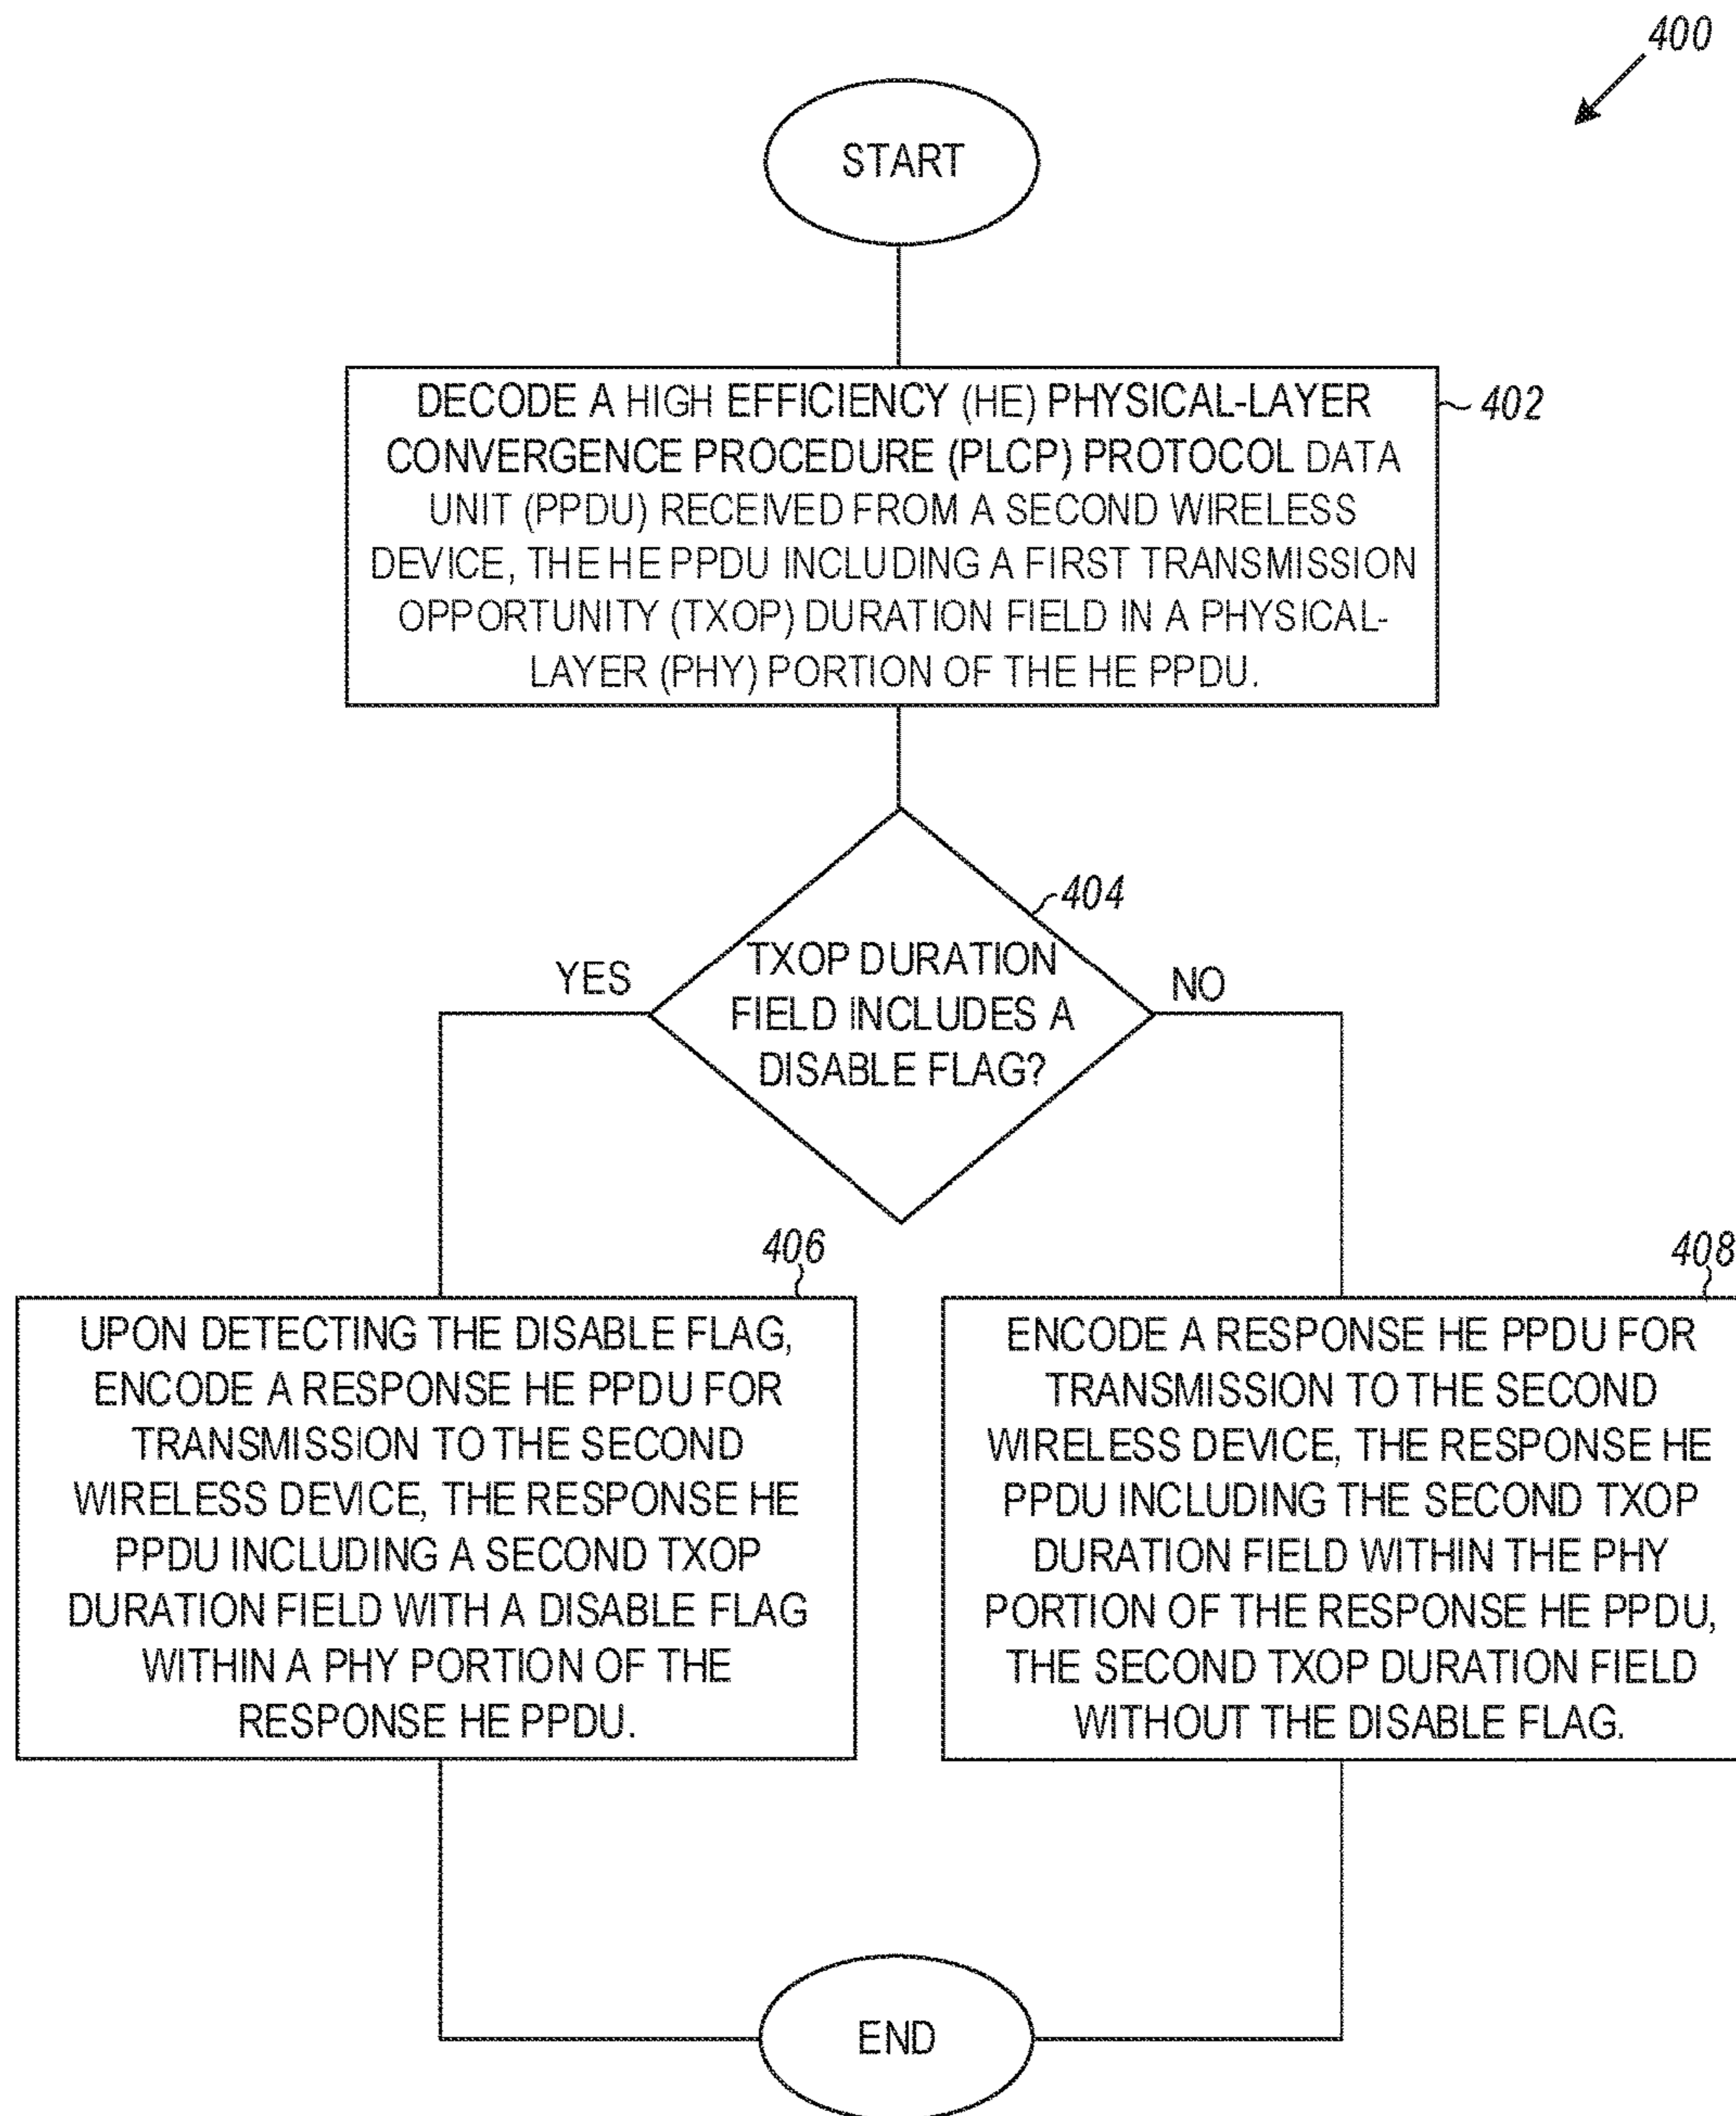 400
START
DECODE A HIGH EFFICIENCY (HE) PHYSICAL-LAYER
CONVERGENCE PROCEDURE (PLCP) PROTOCOL DATA
UNIT (PPDU) RECEIVED FROM A SECOND WIRELESS
DEVICE, THE HE PPDU INCLUDING A FIRST TRANSMISSION
OPPORTUNITY (TXOP) DURATION FIELD IN A PHYSICAL-
LAYER (PHY) PORTION OF THE HE PPDU.
402
404
TXOP DURATION
FIELD INCLUDES A
DISABLE FLAG?
YES
NO
406
UPON DETECTING THE DISABLE FLAG,
ENCODE A RESPONSE HE PPDU FOR
TRANSMISSION TO THE SECOND
WIRELESS DEVICE, THE RESPONSE HE
PPDU INCLUDING A SECOND TXOP
DURATION FIELD WITH A DISABLE FLAG
WITHIN A PHY PORTION OF THE
RESPONSE HE PPDU.
408
ENCODE A RESPONSE HE PPDU FOR
TRANSMISSION TO THE SECOND
WIRELESS DEVICE, THE RESPONSE HE
PPDU INCLUDING THE SECOND TXOP
DURATION FIELD WITHIN THE PHY
PORTION OF THE RESPONSE HE PPDU,
THE SECOND TXOP DURATION FIELD
WITHOUT THE DISABLE FLAG.
END